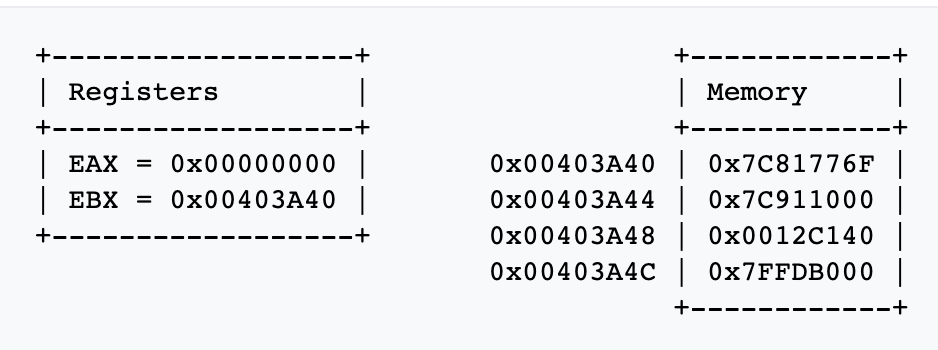 +------------------+                  +------------+
| Registers        |                  | Memory     |
+------------------+                  +------------+
| EAX = 0x00000000 |       0x00403A40 | 0x7C81776F |
| EBX = 0x00403A40 |       0x00403A44 | 0x7C911000 |
+------------------+       0x00403A48 | 0x0012C140 |
                           0x00403A4C | 0x7FFDB000 |
                                      +------------+